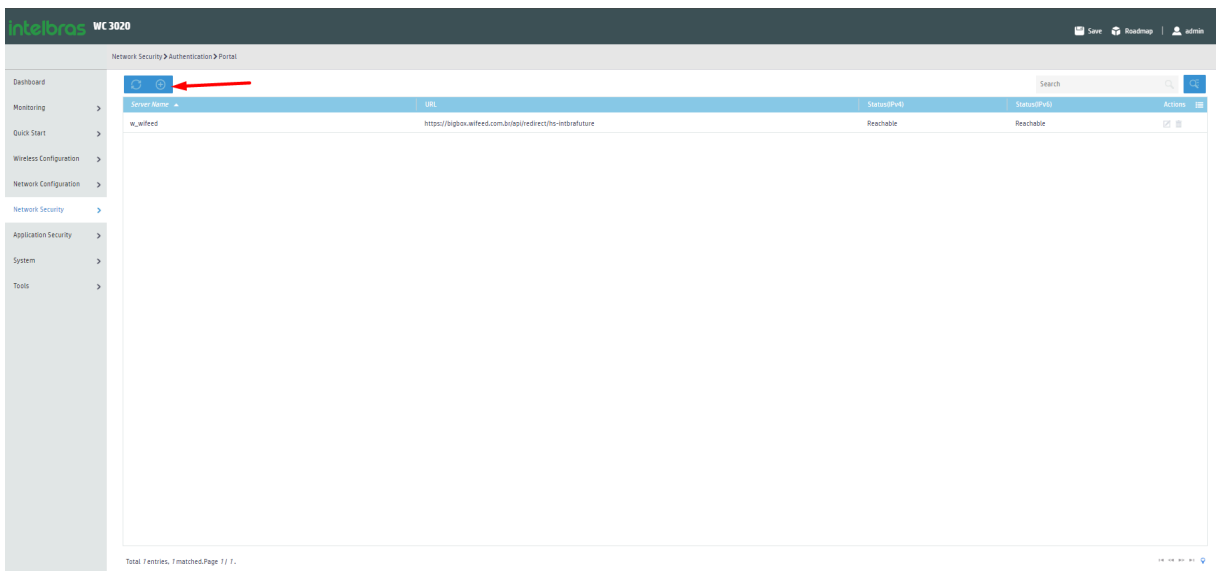 intelbras WC 3020
Save Roadmap | admin
Network Security > Authentication > Portal
Dashboard
Search
Monitoring
Server Name URL Status(IPv4) Status(IPv6) Actions
w_wifeed https://bigbox.wifeed.com.br/api/redirect/hs-intbrafuture Reachable Reachable
Quick Start
Wireless Configuration
Network Configuration
Network Security
Application Security
System
Tools
Total 1 entries, 1 matched.Page 1 / 1 .